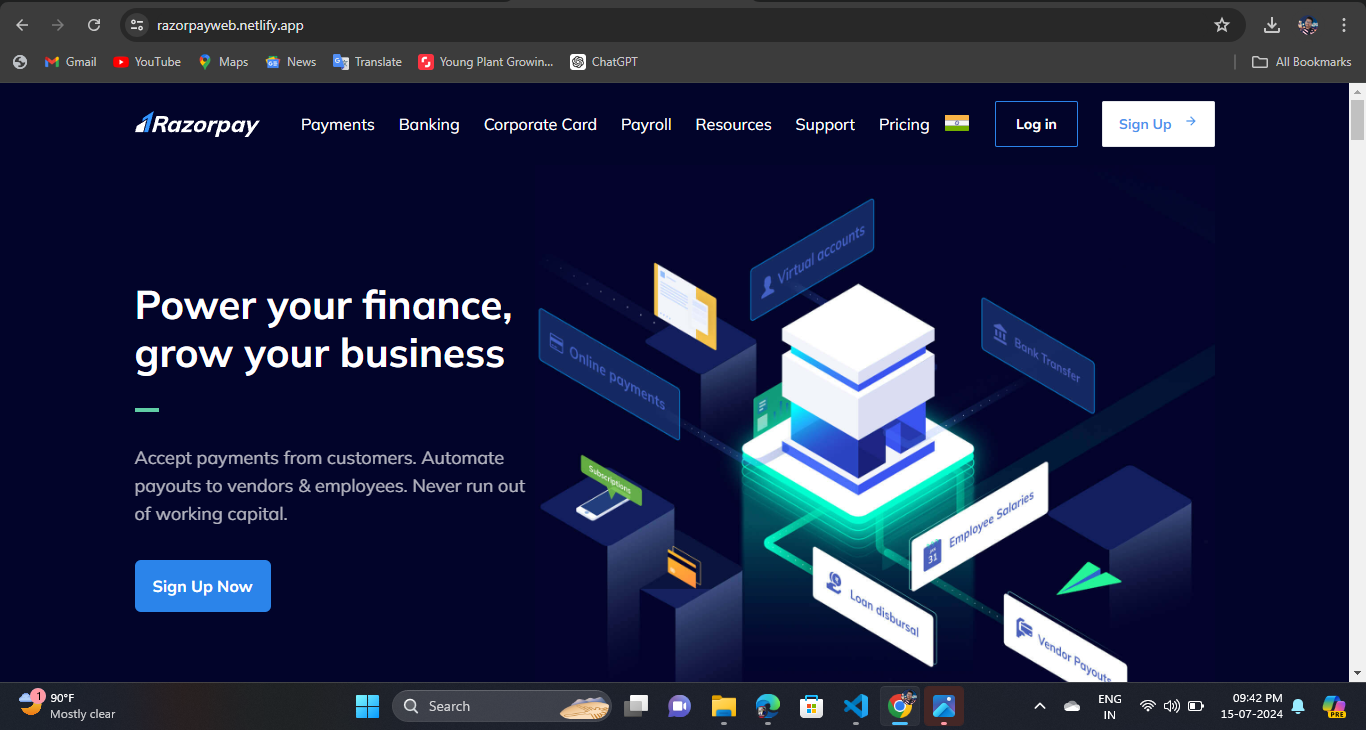 razorpayweb.netlify.app
Gmail
YouTube
Maps
News
Translate
Young Plant Growin...
ChatGPT
All Bookmarks
Razorpay
Payments
Banking
Corporate Card
Payroll
Resources
Support
Pricing
Log in
Sign Up
Power your finance,
grow your business
Accept payments from customers. Automate
payouts to vendors & employees. Never run out
of working capital.
Sign Up Now
Virtual accounts
Online payments
Bank Transfer
Subscriptions
Employee Salaries
31
Loan disbursal
Vendor Payouts
1
90°F
Mostly clear
Search
ENG
IN
09:42 PM
15-07-2024
PRE